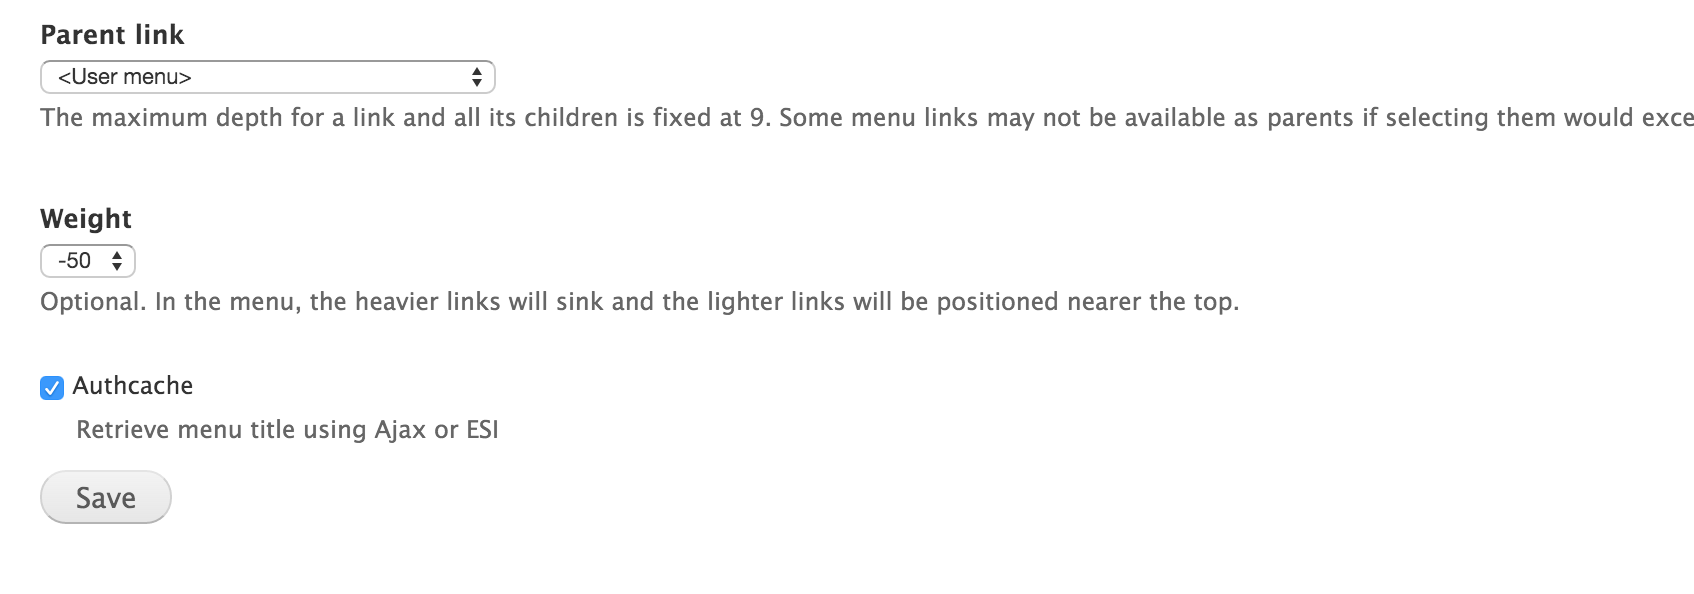 Parent link
<User menu>
The maximum depth for a link and all its children is fixed at 9. Some menu links may not be available as parents if selecting them would exce
Weight
-50
Optional. In the menu, the heavier links will sink and the lighter links will be positioned nearer the top.
Authcache
Retrieve menu title using Ajax or ESI
Save